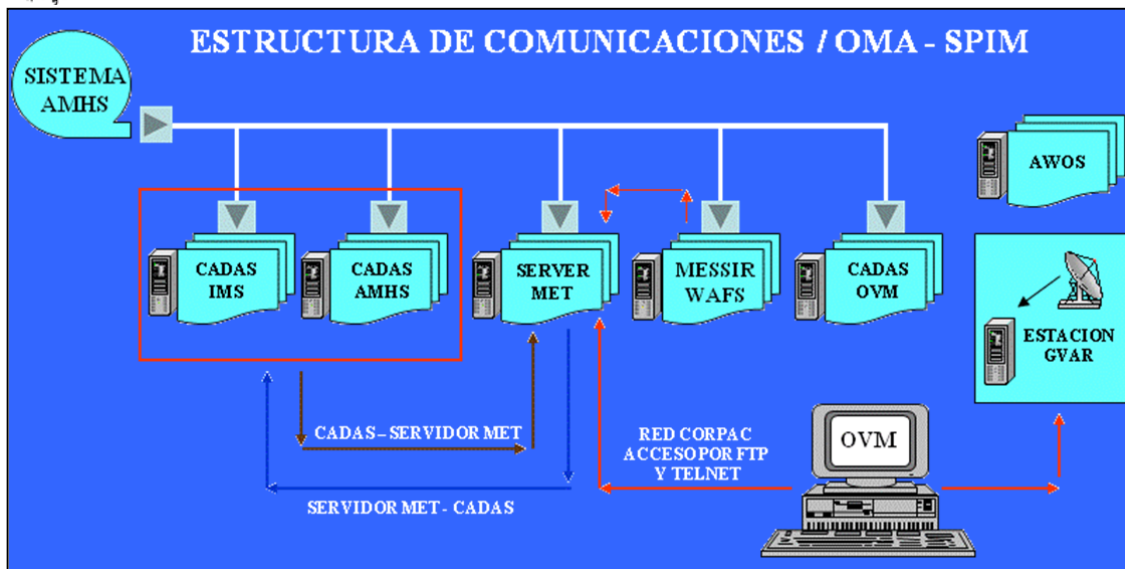 ESTRUCTURA DE COMUNICACIONES / OMA - SPIM
SISTEMA
AMHS
AWOS
CADAS
IMS
CADAS
AMHS
SERVER
MET
MESSIR
WAFS
CADAS
OVM
ESTACION
GVAR
CADAS – SERVIDOR MET
SERVIDOR MET - CADAS
RED CORPAC
ACCESO POR FTP
Y TELNET
OVM